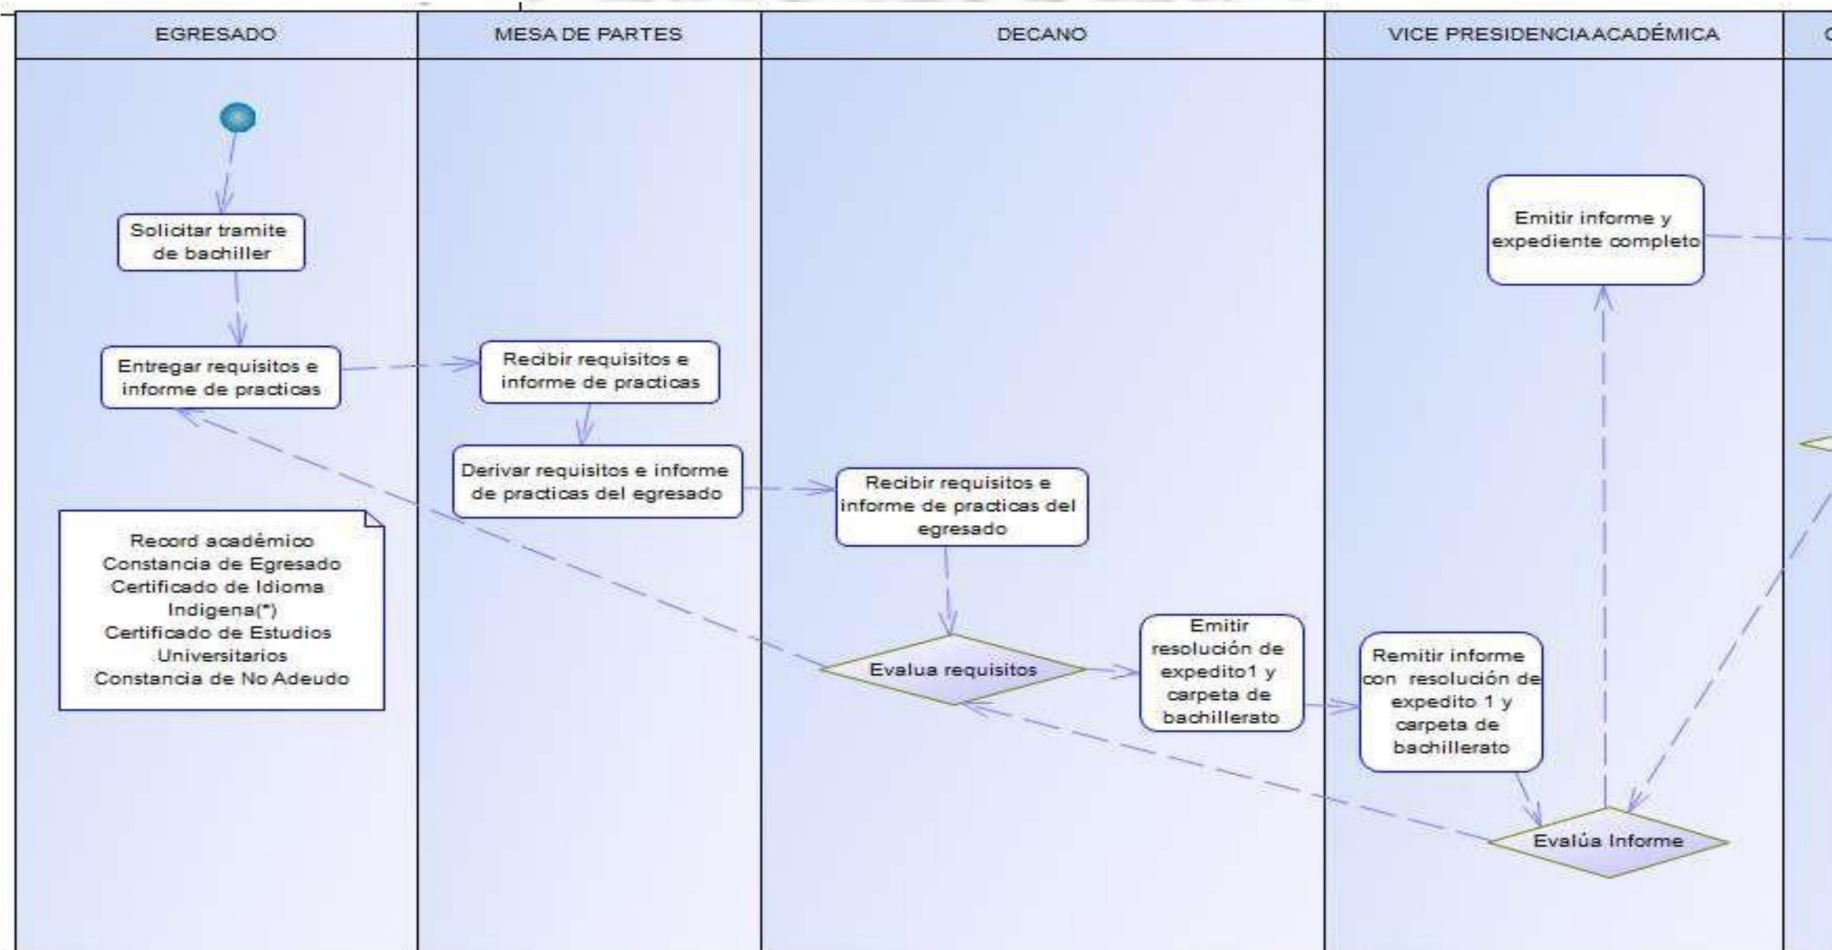 EGRESADO
MESA DE PARTES
DECANO
VICE PRESIDENCIA ACADÉMICA
Solicitar tramite
de bachiller
Entregar requisitos e
informe de practicas
Record académico
Constancia de Egresado
Certificado de Idioma
Indigena(*)
Certificado de Estudios
Universitarios
Constancia de No Adeudo
Recibir requisitos e
informe de practicas
Derivar requisitos e informe
de practicas del egresado
Recibir requisitos e
informe de practicas del
egresado
Evalua requisitos
Emitir
resolución de
expedito1 y
carpeta de
bachillerato
Emitir informe y
expediente completo
Remitir informe
con resolución de
expedito 1 y
carpeta de
bachillerato
Evalúa Informe